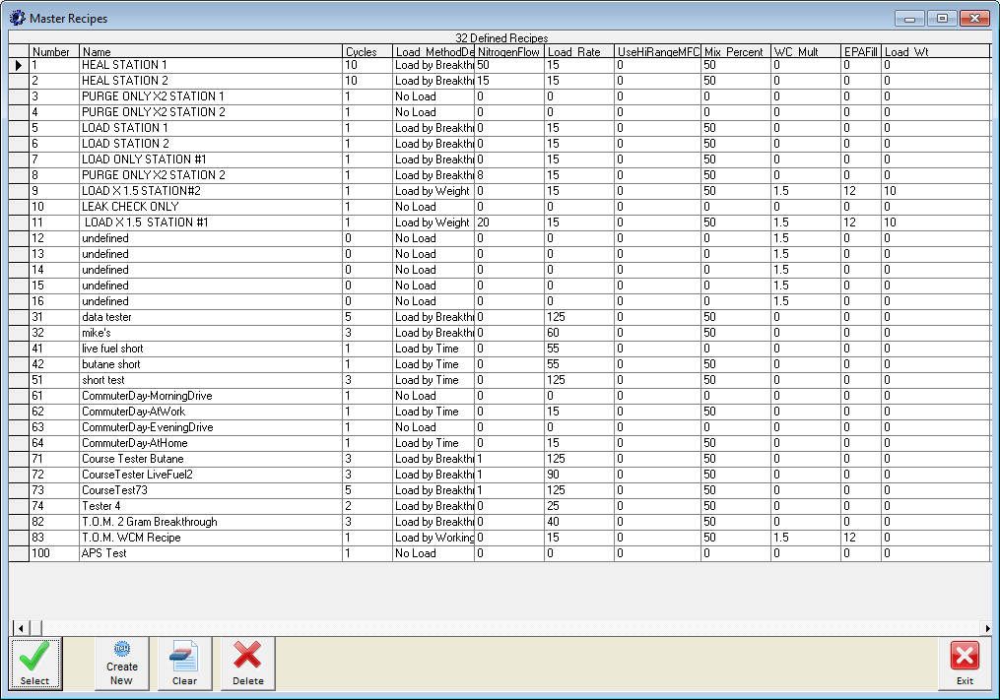 Master Recipes
32 Defined Recipes
Number Name Cycles Load_MethodDe NitrogenFlow Load_Rate UseHiRangeMFC Mix_Percent WC_Mult EPAFill Load_Wt
1 HEAL STATION 1 10 Load by Breakthr 50 15 0 50 0 0 0
2 HEAL STATION 2 10 Load by Breakthr 15 15 0 50 0 0 0
3 PURGE ONLY X2 STATION 1 1 No Load 0 0 0 0 0 0 0
4 PURGE ONLY X2 STATION 2 1 No Load 0 0 0 0 0 0 0
5 LOAD STATION 1 1 Load by Breakthr 0 15 0 50 0 0 0
6 LOAD STATION 2 1 Load by Breakthr 0 15 0 50 0 0 0
7 LOAD ONLY STATION #1 1 Load by Breakthr 0 15 0 50 0 0 0
8 PURGE ONLY X2 STATION 2 1 Load by Breakthr 8 15 0 50 0 0 0
9 LOAD X 1.5 STATION#2 1 Load by Weight 0 15 0 50 1.5 12 10
10 LEAK CHECK ONLY 1 No Load 0 0 0 0 0 0 0
11 LOAD X 1.5 STATION #1 1 Load by Weight 20 15 0 50 1.5 12 10
12 undefined 0 No Load 0 0 0 0 1.5 0 0
13 undefined 0 No Load 0 0 0 0 1.5 0 0
14 undefined 0 No Load 0 0 0 0 1.5 0 0
15 undefined 0 No Load 0 0 0 0 1.5 0 0
16 undefined 0 No Load 0 0 0 0 1.5 0 0
31 data tester 5 Load by Breakthr 0 125 0 50 0 0 0
32 mike's 3 Load by Breakthr 0 60 0 50 0 0 0
41 live fuel short 1 Load by Time 0 55 0 0 0 0 0
42 butane short 1 Load by Time 0 55 0 50 0 0 0
51 short test 3 Load by Time 0 125 0 50 0 0 0
61 CommuterDay-MorningDrive 1 No Load 0 0 0 0 0 0 0
62 CommuterDay-AtWork 1 Load by Time 0 15 0 50 0 0 0
63 CommuterDay-EveningDrive 1 No Load 0 0 0 0 0 0 0
64 CommuterDay-AtHome 1 Load by Time 0 15 0 50 0 0 0
71 Course Tester Butane 3 Load by Breakthr 1 125 0 50 0 0 0
72 CourseTester LiveFuel2 3 Load by Breakthr 1 90 0 50 0 0 0
73 CourseTest73 5 Load by Breakthr 1 125 0 50 0 0 0
74 Tester 4 2 Load by Breakthr 0 25 0 50 0 0 0
82 T.O.M. 2 Gram Breakthrough 3 Load by Breakthr 0 40 0 50 0 0 0
83 T.O.M. WCM Recipe 1 Load by Working 0 15 0 50 1.5 12 0
100 APS Test 1 No Load 0 0 0 0 0 0 0
Select
new
Create
New
Clear
Delete
Exit